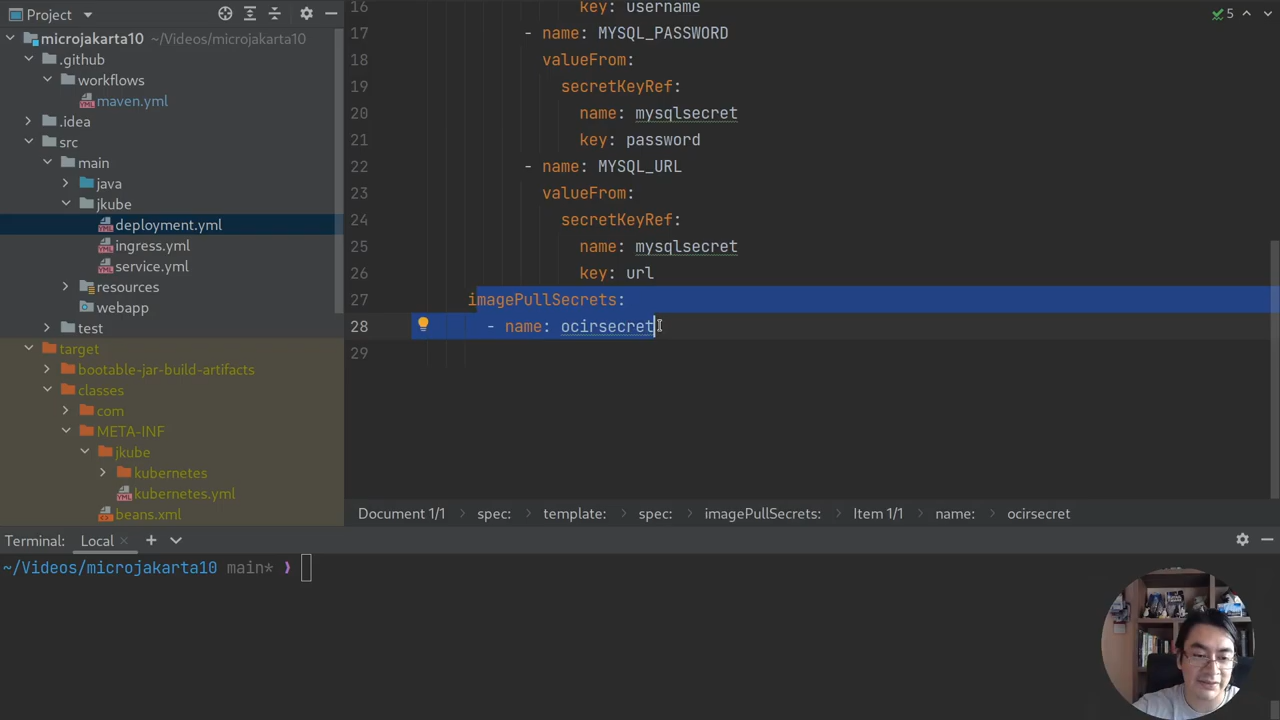 Project
microjakarta10 ~/Videos/microjakarta10
.github
workflows
maven.yml
.idea
src
main
java
jkube
deployment.yml
ingress.yml
service.yml
resources
webapp
test
target
bootable-jar-build-artifacts
classes
com
META-INF
jkube
kubernetes
kubernetes.yml
beans.xml
5
16 key: username
17 - name: MYSQL_PASSWORD
18 valueFrom:
19 secretKeyRef:
20 name: mysqlsecret
21 key: password
22 - name: MYSQL_URL
23 valueFrom:
24 secretKeyRef:
25 name: mysqlsecret
26 key: url
27 imagePullSecrets:
28 - name: ocirsecret
29
Document 1/1 > spec: > template: > spec: > imagePullSecrets: > Item 1/1 > name: > ocirsecret
Terminal: Local
~/Videos/microjakarta10 main* ❯